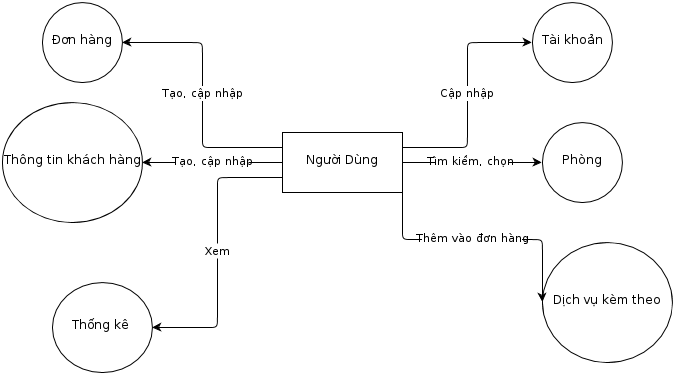 Đơn hàng
Tài khoản
Tạo, cập nhập
Cập nhập
Thông tin khách hàng
Tạo, cập nhập
Người Dùng
Tìm kiếm, chọn
Phòng
Thêm vào đơn hàng
Xem
Dịch vụ kèm theo
Thống kê